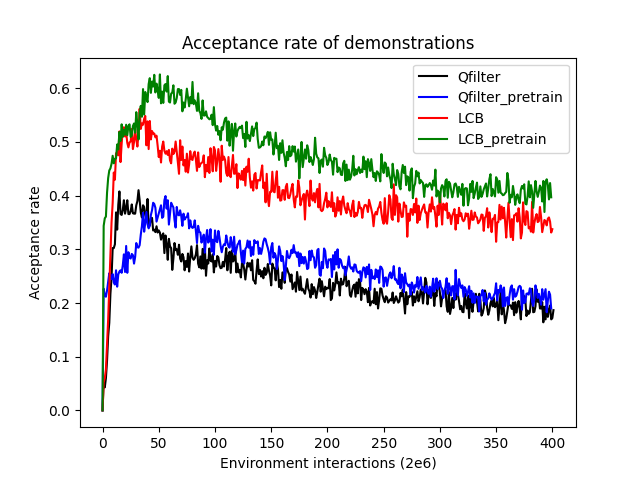 Acceptance rate of demonstrations
Acceptance rate
0.6
0.5
0.4
0.3
0.2
0.1
0.0
Qfilter
Qfilter_pretrain
LCB
LCB_pretrain
0 50 100 150 200 250 300 350 400
Environment interactions (2e6)